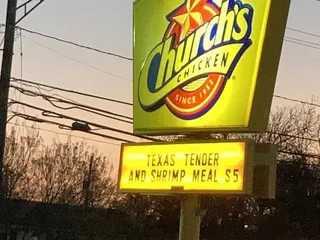 Church's
CHICKEN
SINCE 1952
TEXAS TENDER
AND SHRIMP MEAL $5